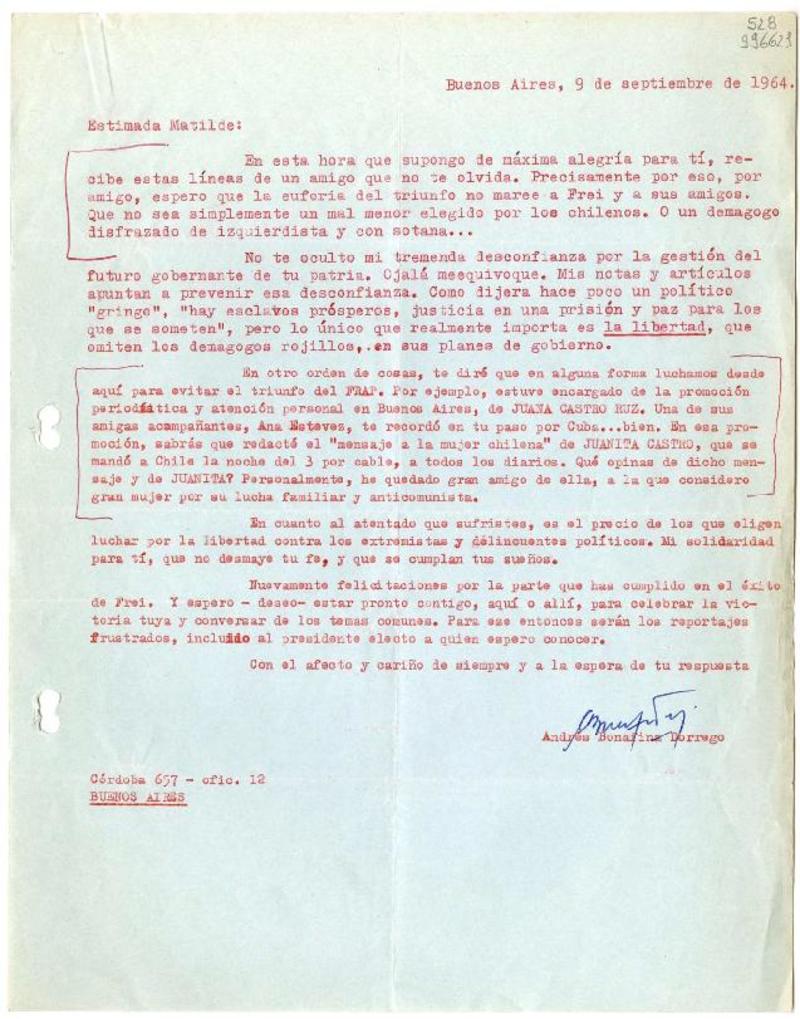 528
996623
Buenos Aires, 9 de septiembre de 1964.
Estimada Matilde:
En esta hora que supongo de máxima alegría para tí, re-
cibe estas líneas de un amigo que no te olvida. Precisamente por eso, por
amigo, espero que la euforia del triunfo no maree a Frei y a sus amigos.
Que no sea simplemente un mal menor elegido por los chilenos. O un demagogo
disfrazado de izquierdista y con sotana...
No te oculto mi tremenda desconfianza por la gestión del
futuro gobernante de tu patria. Ojalá meequivoque. Mis notas y artículos
apuntan a prevenir esa desconfianza. Como dijera hace poco un político
"gringo", "hay esclavos prósperos, justicia en una prisión y paz para los
que se someten", pero lo único que realmente importa es la libertad, que
omiten los demagogos rojillos,.en sus planes de gobierno.
En otro orden de cosas, te diré que en alguna forma luchamos desde
aquí para evitar el triunfo del FRAP. Por ejemplo, estuve encargado de la promoción
periodística y atención personal en Buenos Aires, de JUANA CASTRO RUZ. Una de sus
amigas acompañantes, Ana Estevez, te recordó en tu paso por Cuba...bien. En esa pro-
moción, sabrás que redacté el "mensaje a la mujer chilena" de JUANITA CASTRO, que se
mandó a Chile la noche del 3 por cable, a todos los diarios. Qué opinas de dicho men-
saje y de JUANITA? Personalmente, he quedado gran amigo de ella, a la que considero
gran mujer por su lucha familiar y anticomunista.
En cuanto al atentado que sufristes, es el precio de los que eligen
luchar por la libertad contra los extremistas y délincuentes políticos. Mi solidaridad
para tí, que no desmaye tu fe, y que se cumplan tus sueños.
Nuevamente felicitaciones por la parte que has cumplido en el éxito
de Frei. Y espero - deseo- estar pronto contigo, aquí o allí, para celebrar la vic-
toria tuya y conversar de los temas comunes. Para ese entonces serán los reportajes
frustrados, incluído al presidente electo a quien espero conocer.
Con el afecto y cariño de siempre y a la espera de tu respuesta
Andrés Bonafina Dorrego
Córdoba 657 - ofic. 12
BUENOS AIRES